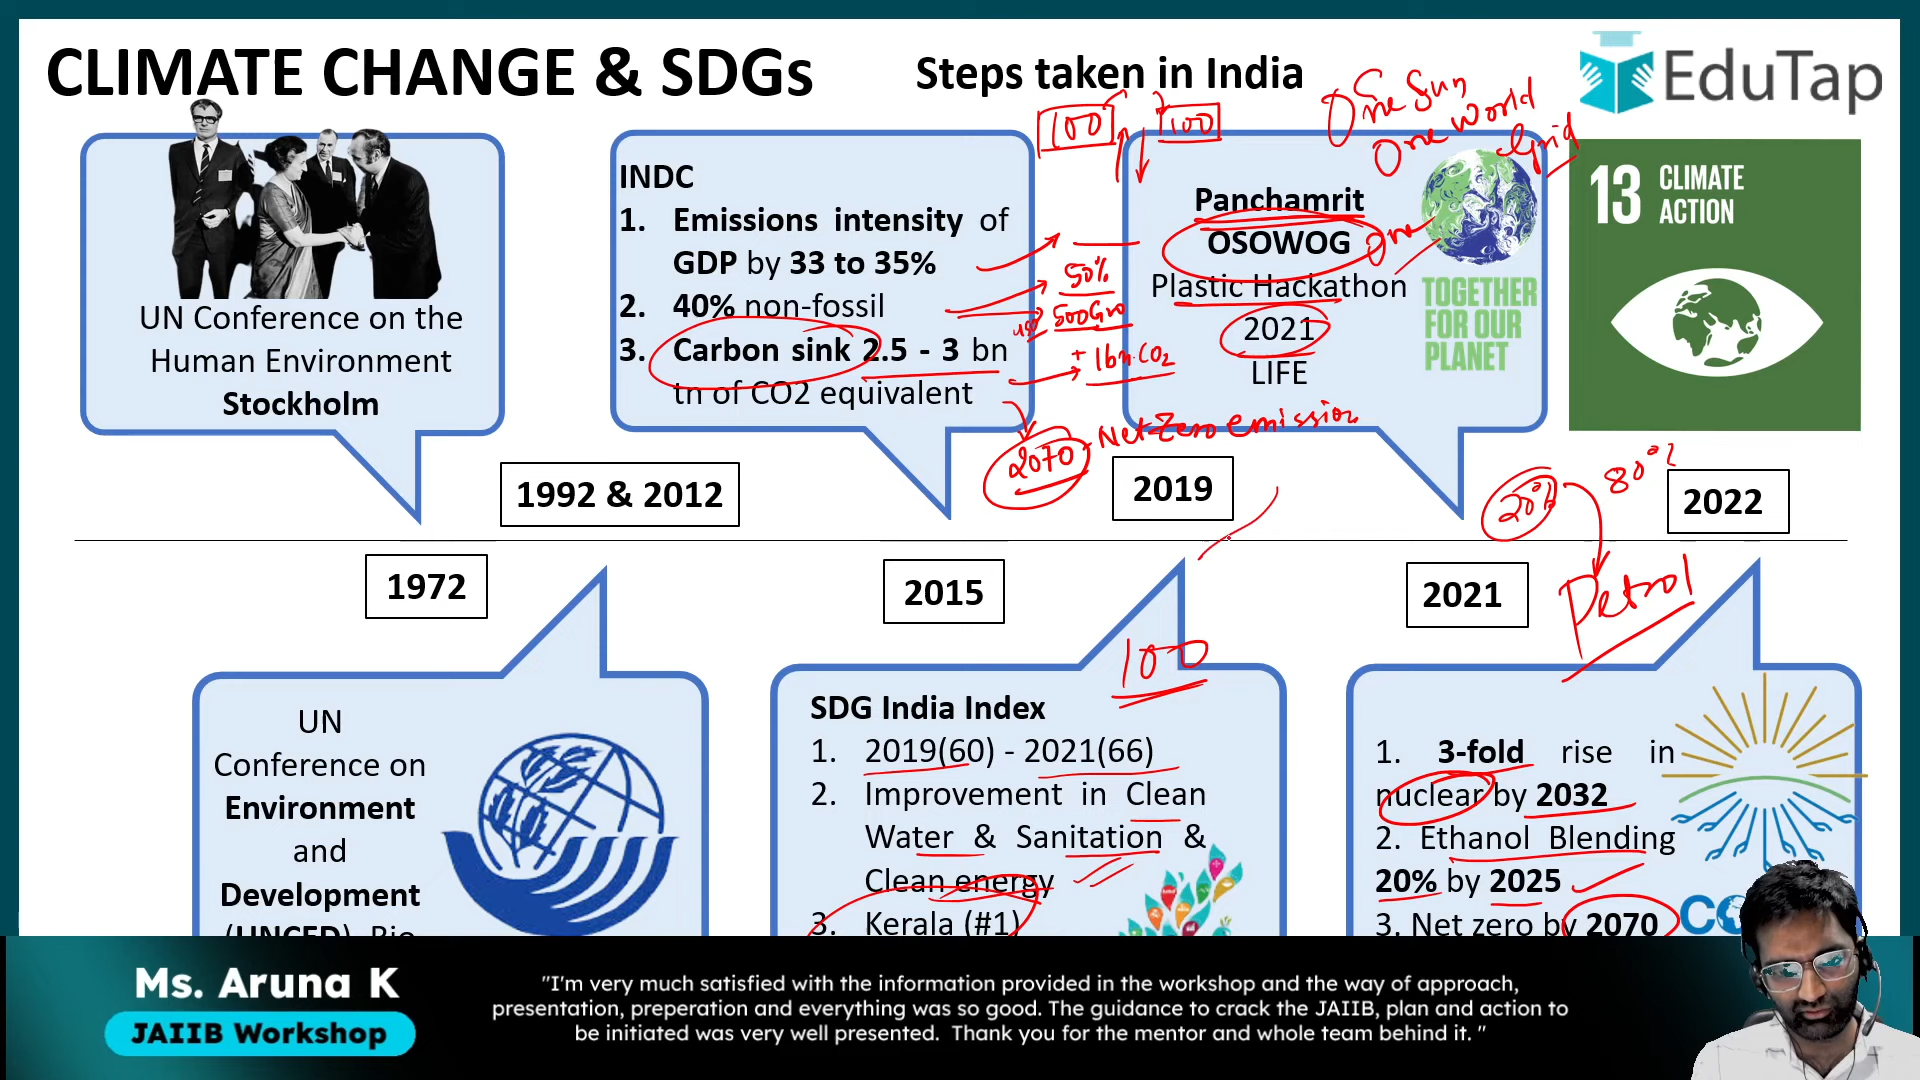 CLIMATE CHANGE & SDGs
Steps taken in India
EduTap
One Sun
One World
Grid
100
100
UN Conference on the
Human Environment
Stockholm
INDC
1. Emissions intensity of
GDP by 33 to 35%
2. 40% non-fossil
3. Carbon sink 2.5 - 3 bn
tn of CO2 equivalent
50%
+ 1bn CO2
2070 - Net Zero emission
Panchamrit
OSOWOG
One
Plastic Hackathon
2021
LIFE
TOGETHER
FOR OUR
PLANET
13 CLIMATE
ACTION
1992 & 2012
2019
2022
20%
80%
Petrol
1972
2015
2021
UN
Conference on
Environment
and
Development
(UNCED) Rio
100
SDG India Index
1. 2019(60) - 2021(66)
2. Improvement in Clean
Water & Sanitation &
Clean energy
3. Kerala (#1)
1. 3-fold rise in
nuclear by 2032
2. Ethanol Blending
20% by 2025
3. Net zero by 2070
Ms. Aruna K
JAIIB Workshop
"I'm very much satisfied with the information provided in the workshop and the way of approach,
presentation, preperation and everything was so good. The guidance to crack the JAIIB, plan and action to
be initiated was very well presented. Thank you for the mentor and whole team behind it. "